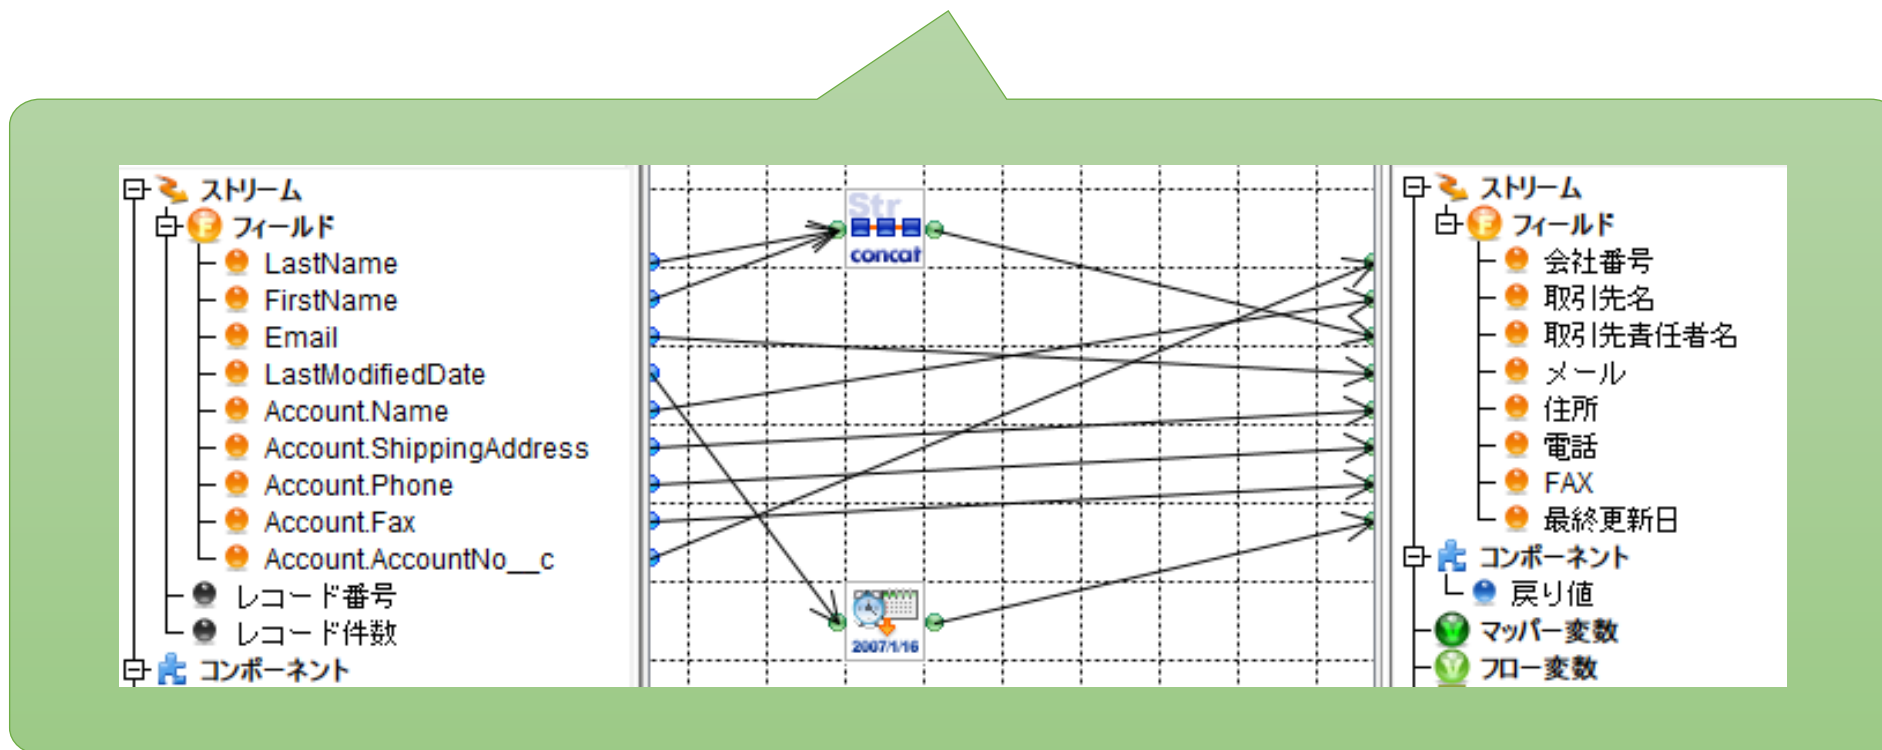 ストリーム
フィールド
LastName
FirstName
Email
LastModifiedDate
Account.Name
Account.ShippingAddress
Account.Phone
Account.Fax
Account.AccountNo__c
レコード番号
レコード件数
コンポーネント
Str
concat
2007/1/16
ストリーム
フィールド
会社番号
取引先名
取引先責任者名
メール
住所
電話
FAX
最終更新日
コンポーネント
戻り値
マッパー変数
フロー変数